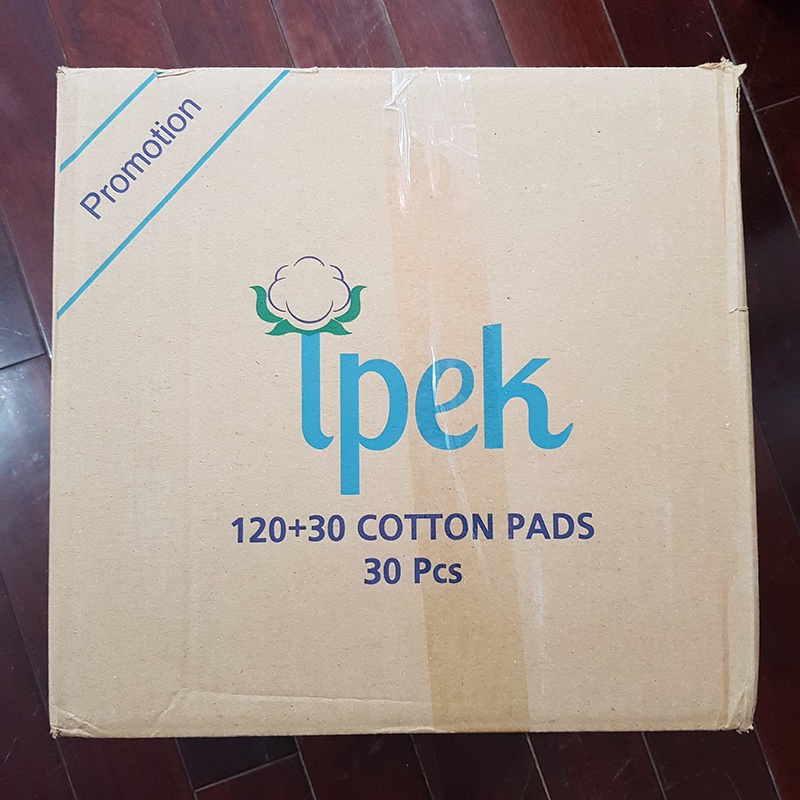 Promotion
ipek
120+30 COTTON PADS
30 Pcs